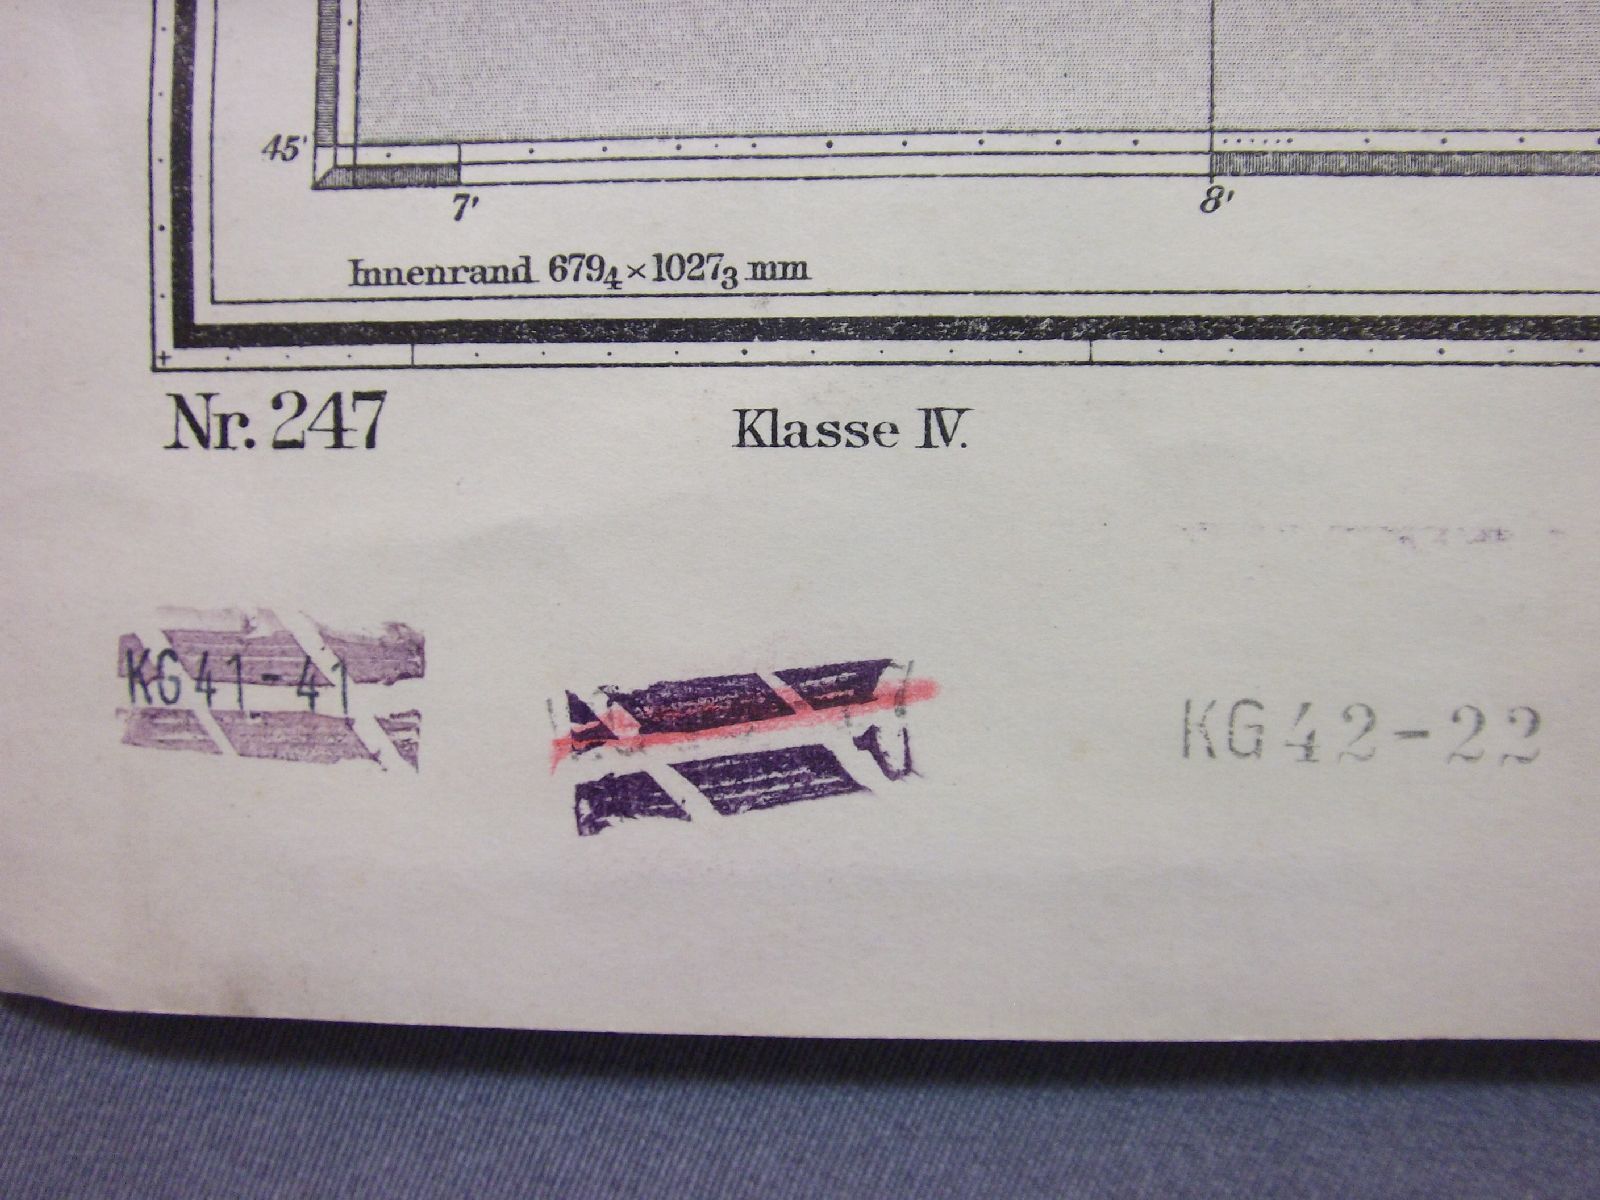 45'
7' 8'
Innenrand 679₄×1027₃ mm
Nr. 247 Klasse IV.
KG41-41
KG42-22